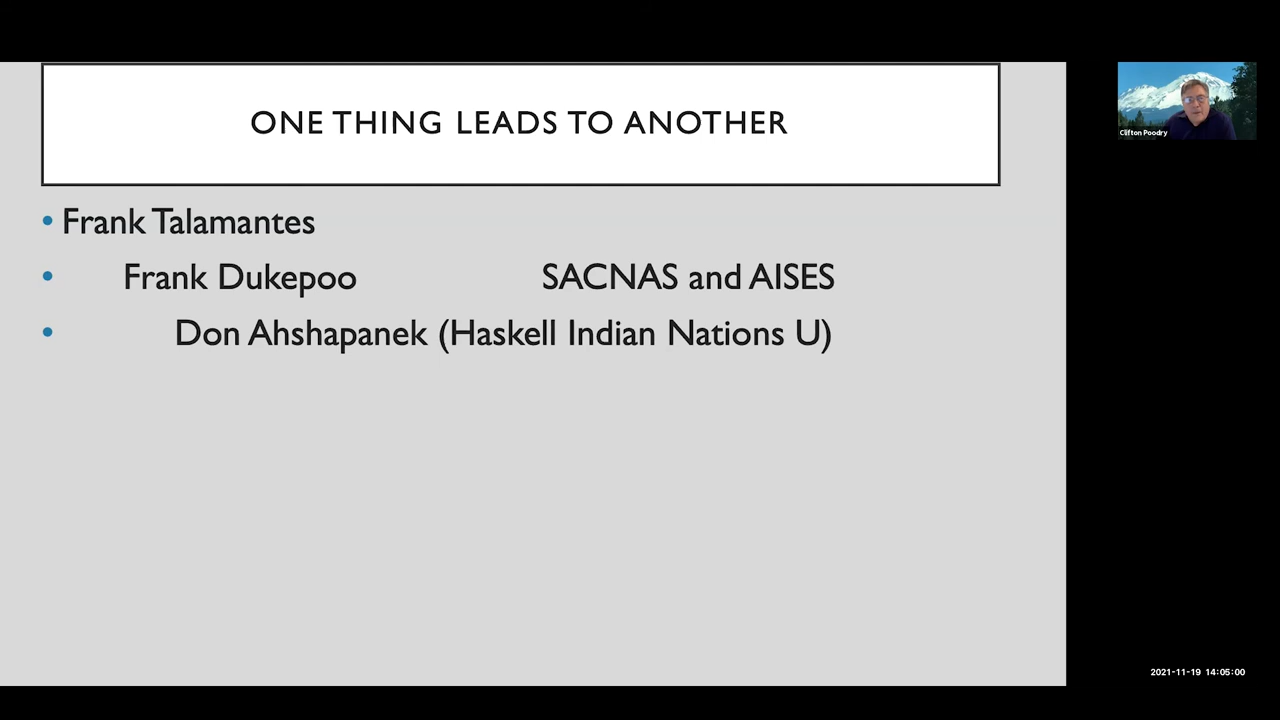 ONE THING LEADS TO ANOTHER
• Frank Talamantes
• Frank Dukepoo SACNAS and AISES
• Don Ahshapanek (Haskell Indian Nations U)
Clifton Poodry
2021-11-19 14:05:00